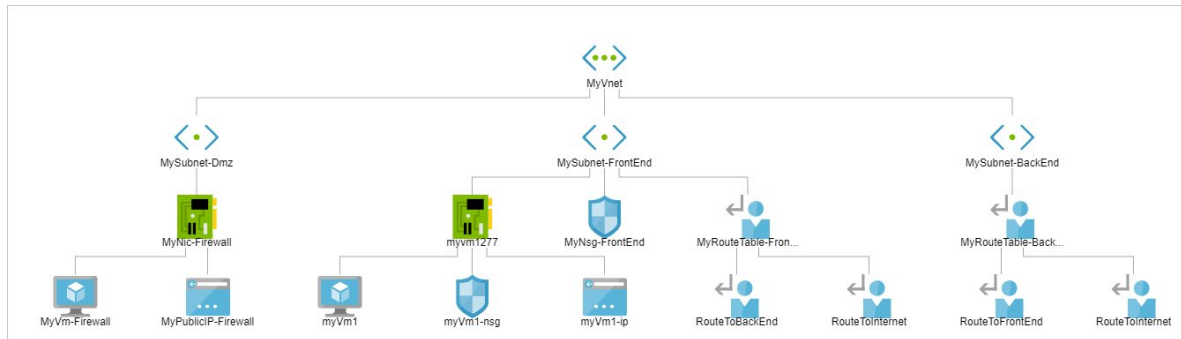 MyVnet
MySubnet-Dmz
MySubnet-FrontEnd
MySubnet-BackEnd
MyNic-Firewall
myvm1277
MyNsg-FrontEnd
MyRouteTable-Fron...
MyRouteTable-Back...
MyVm-Firewall
MyPublicIP-Firewall
myVm1
myVm1-nsg
myVm1-ip
RouteToBackEnd
RouteToInternet
RouteToFrontEnd
RouteToInternet